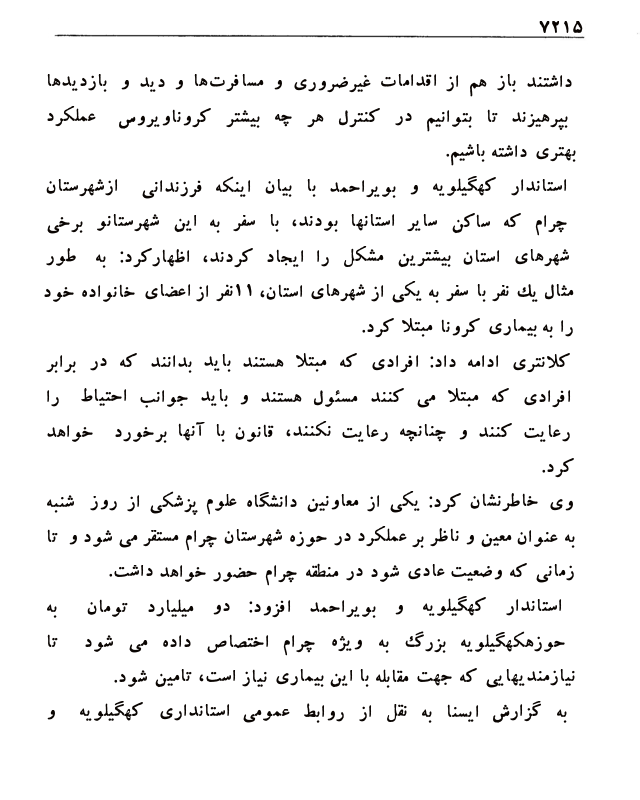 ۷۲۱۵
داشتند باز هم از اقدامات غیرضروری و مسافرت‌ها و دید و بازدیدها
بپرهیزند تا بتوانیم در کنترل هر چه بیشتر کروناویروس عملکرد
بهتری داشته باشیم.
استاندار کهگیلویه و بویراحمد با بیان اینکه فرزندانی ازشهرستان
چرام که ساکن سایر استانها بودند، با سفر به این شهرستانو برخی
شهرهای استان بیشترین مشکل را ایجاد کردند، اظهارکرد: به طور
مثال یك نفر با سفر به یکی از شهرهای استان، ۱۱نفر از اعضای خانواده خود
را به بیماری کرونا مبتلا کرد.
کلانتری ادامه داد: افرادی که مبتلا هستند باید بدانند که در برابر
افرادی که مبتلا می کنند مسئول هستند و باید جوانب احتیاط را
رعایت کنند و چنانچه رعایت نکنند، قانون با آنها برخورد خواهد
کرد.
وی خاطرنشان کرد: یکی از معاونین دانشگاه علوم پزشکی از روز شنبه
به عنوان معین و ناظر بر عملکرد در حوزه شهرستان چرام مستقر می شود و تا
زمانی که وضعیت عادی شود در منطقه چرام حضور خواهد داشت.
استاندار کهگیلویه و بویراحمد افزود: دو میلیارد تومان به
حوزهکهگیلویه بزرگ به ویژه چرام اختصاص داده می شود تا
نیازمندیهایی که جهت مقابله با این بیماری نیاز است، تامین شود.
به گزارش ایسنا به نقل از روابط عمومی استانداری کهگیلویه و